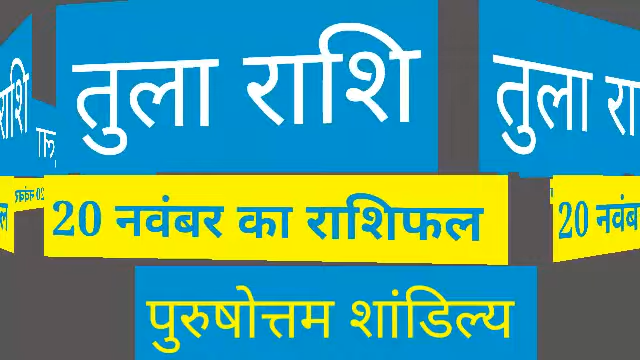 तुला राशि
20 नवंबर का राशिफल
पुरुषोत्तम शांडिल्य